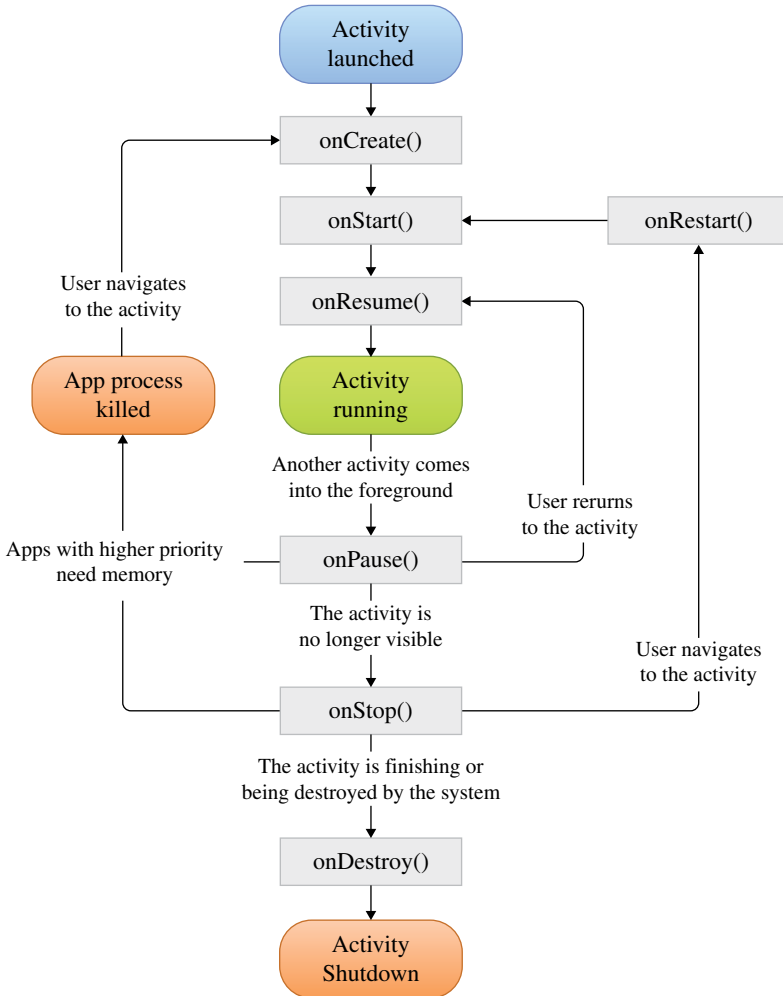 Activity
launched
onCreate()
onStart()
onRestart()
User navigates
to the activity
onResume()
App process
killed
Activity
running
Another activity comes
into the foreground
User rerurns
to the activity
Apps with higher priority
need memory
onPause()
The activity is
no longer visible
User navigates
to the activity
onStop()
The activity is finishing or
being destroyed by the system
onDestroy()
Activity
Shutdown